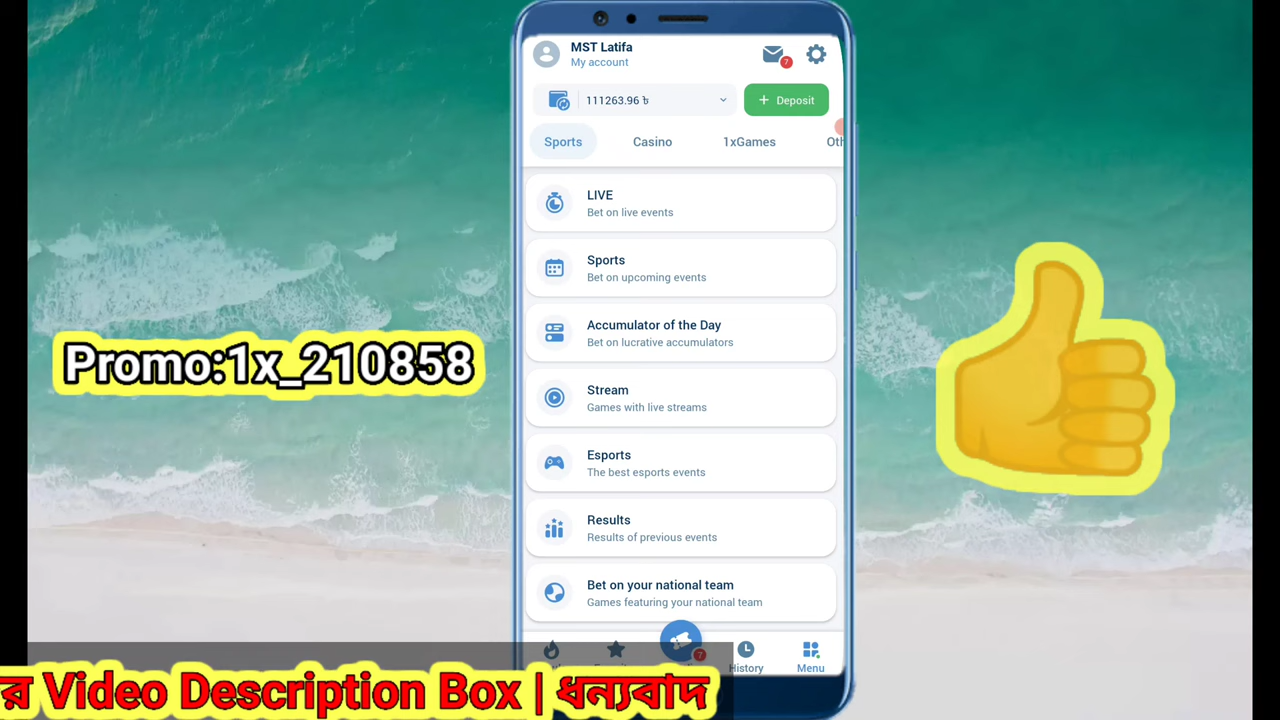 MST Latifa
My account
7
111263.96 ৳
+ Deposit
Sports Casino 1xGames Oth
LIVE
Bet on live events
Sports
Bet on upcoming events
Accumulator of the Day
Bet on lucrative accumulators
Promo:1x_210858
Stream
Games with live streams
Esports
The best esports events
Results
Results of previous events
Bet on your national team
Games featuring your national team
7
History Menu
র Video Description Box | ধন্যবাদ